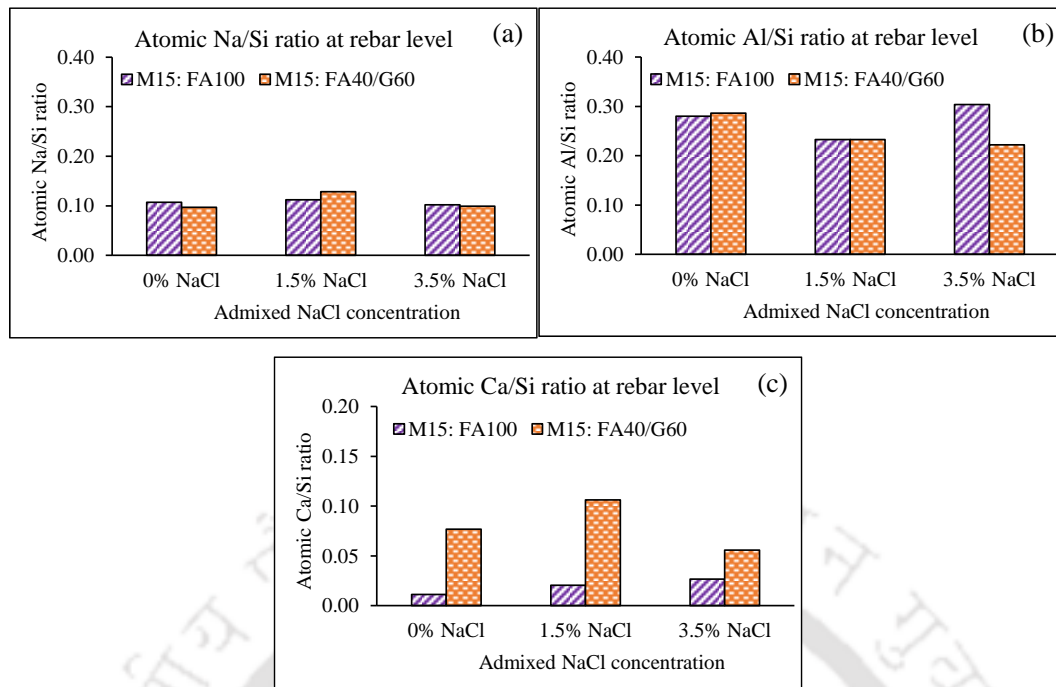 Atomic Na/Si ratio at rebar level (a)
M15: FA100 M15: FA40/G60
Atomic Na/Si ratio
0.40
0.30
0.20
0.10
0.00
0% NaCl 1.5% NaCl 3.5% NaCl
Admixed NaCl concentration
Atomic Al/Si ratio at rebar level (b)
M15: FA100 M15: FA40/G60
Atomic Al/Si ratio
0.40
0.30
0.20
0.10
0.00
0% NaCl 1.5% NaCl 3.5% NaCl
Admixed NaCl concentration
Atomic Ca/Si ratio at rebar level (c)
M15: FA100 M15: FA40/G60
Atomic Ca/Si ratio
0.20
0.15
0.10
0.05
0.00
0% NaCl 1.5% NaCl 3.5% NaCl
Admixed NaCl concentration